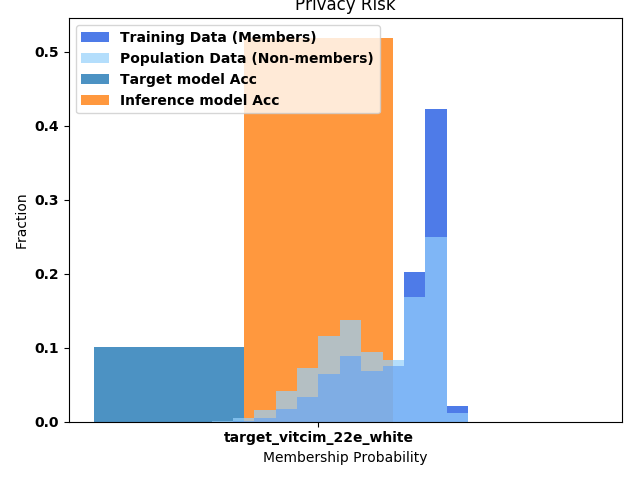 Privacy Risk
Training Data (Members)
Population Data (Non-members)
Target model Acc
Inference model Acc
0.5
0.4
0.3
0.2
0.1
0.0
Fraction
target_vitcim_22e_white
Membership Probability